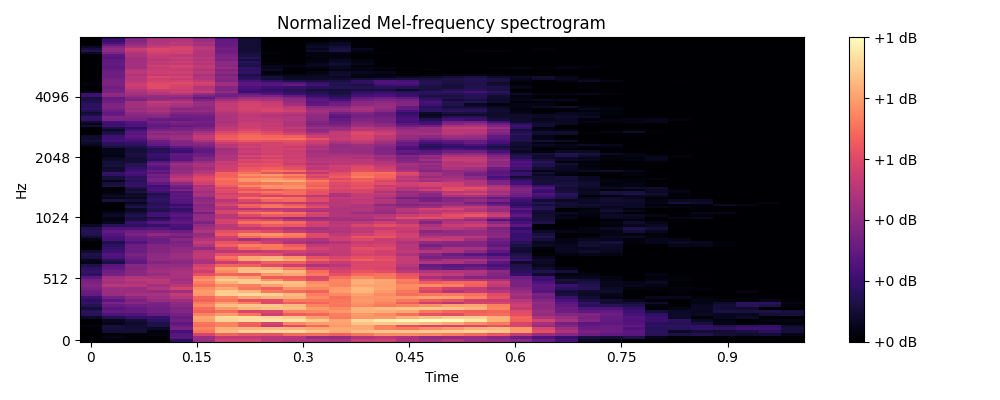 Normalized Mel-frequency spectrogram
Hz
4096
2048
1024
512
0
0 0.15 0.3 0.45 0.6 0.75 0.9
Time
+1 dB
+1 dB
+1 dB
+0 dB
+0 dB
+0 dB